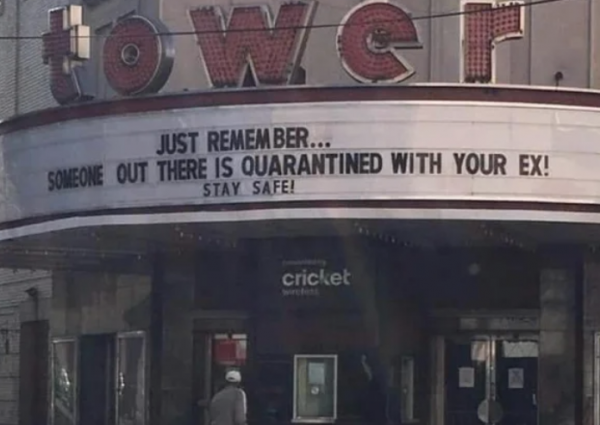 tower
JUST REMEMBER...
SOMEONE OUT THERE IS QUARANTINED WITH YOUR EX!
STAY SAFE!
cricket